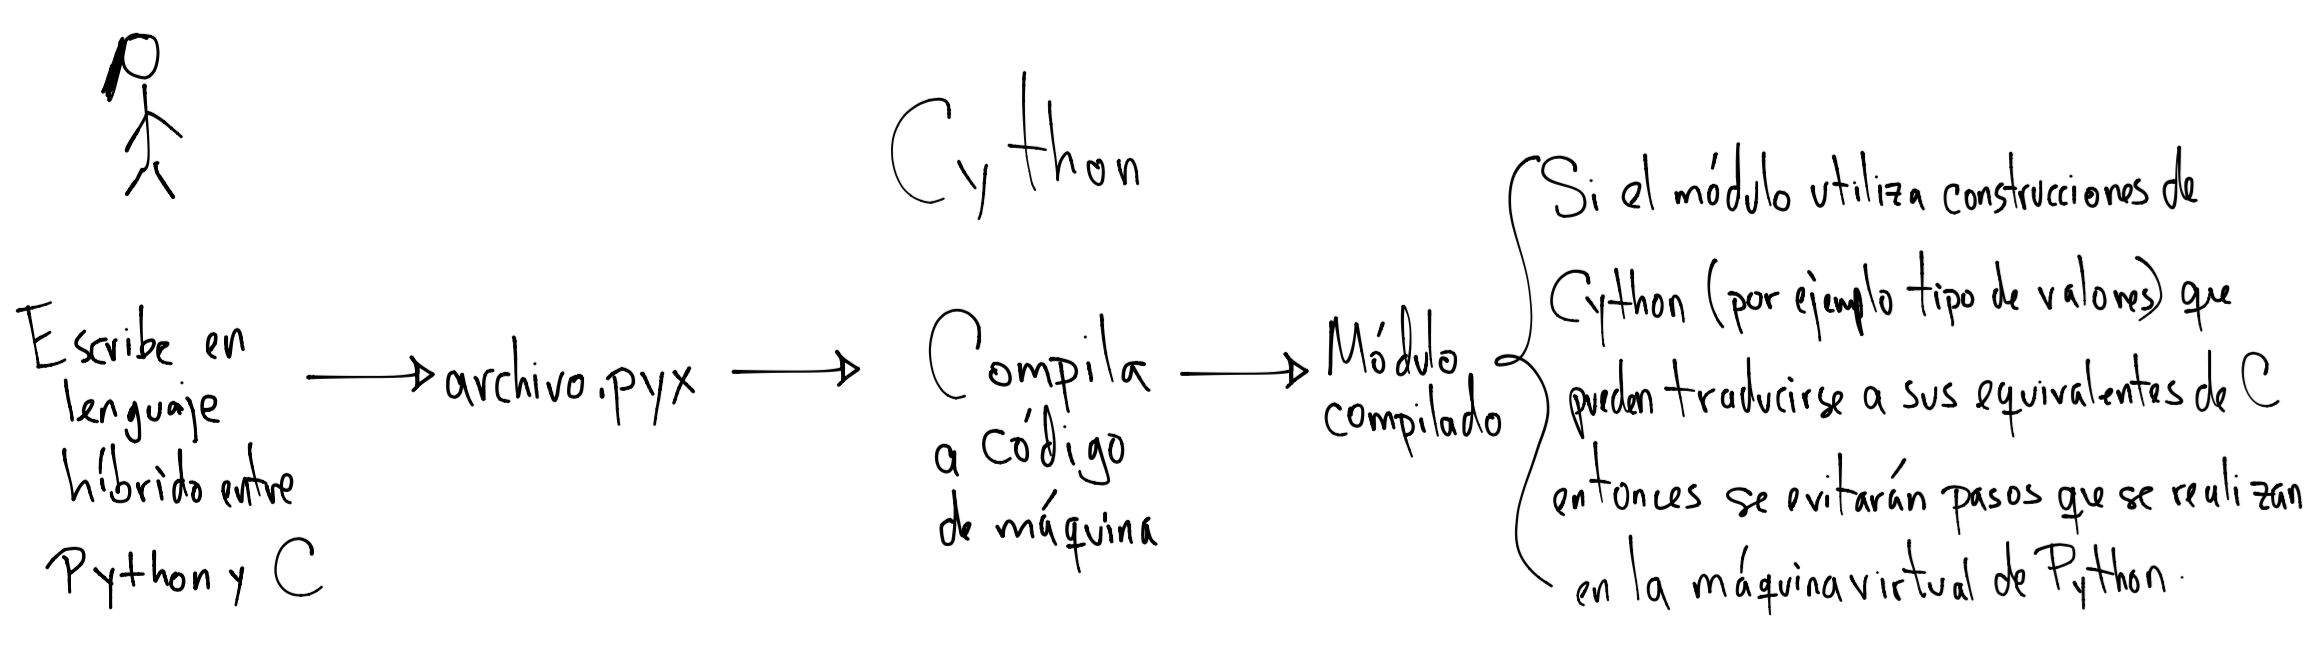 Cython
Escribe en
lenguaje
híbrido entre
Python y C
archivo.pyx
Compila
a código
de máquina
Módulo
compilado
Si el módulo utiliza construcciones de
Cython (por ejemplo tipo de valores) que
pueden traducirse a sus equivalentes de C
entonces se evitarán pasos que se realizan
en la máquina virtual de Python.